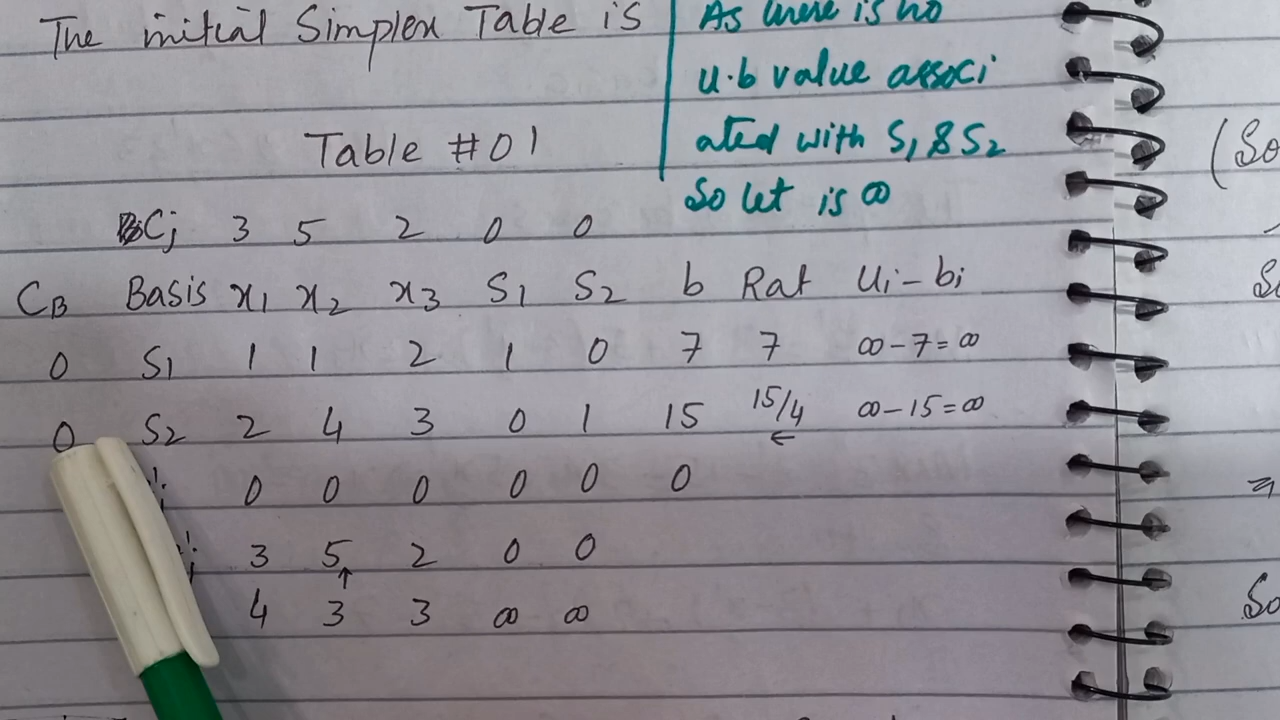 The initial Simplex Table is
As there is no
u.b value associ
ated with S₁ & S₂
So let is ∞
Table #01
Cj 3 5 2 0 0
CB Basis x₁ x₂ x₃ S₁ S₂ b Rat Ui - bi
0 S₁ 1 1 2 1 0 7 7 ∞ - 7 = ∞
0 S₂ 2 4 3 0 1 15 15/4 ∞ - 15 = ∞
←
0 0 0 0 0 0
3 5 2 0 0
↑
4 3 3 ∞ ∞